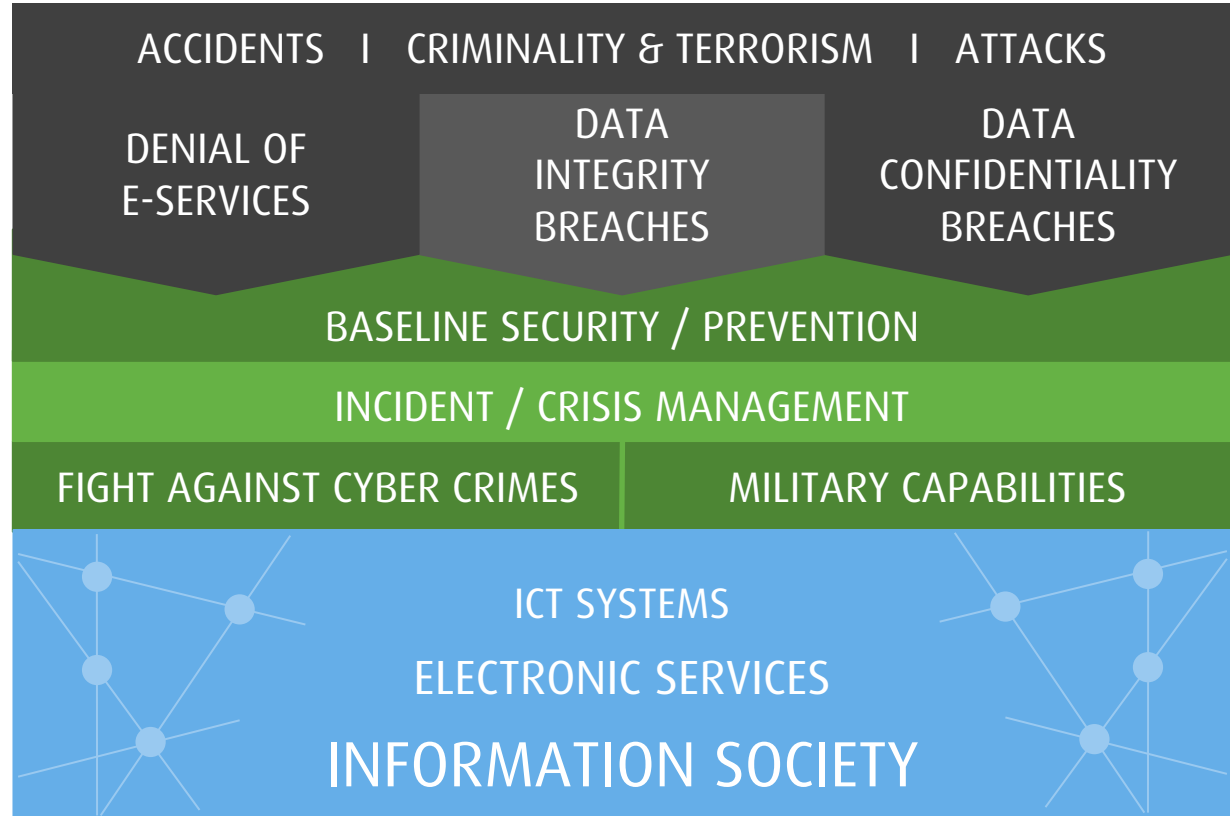 ACCIDENTS I CRIMINALITY & TERRORISM I ATTACKS
DENIAL OF
E-SERVICES
DATA
INTEGRITY
BREACHES
DATA
CONFIDENTIALITY
BREACHES
BASELINE SECURITY / PREVENTION
INCIDENT / CRISIS MANAGEMENT
FIGHT AGAINST CYBER CRIMES
MILITARY CAPABILITIES
ICT SYSTEMS
ELECTRONIC SERVICES
INFORMATION SOCIETY